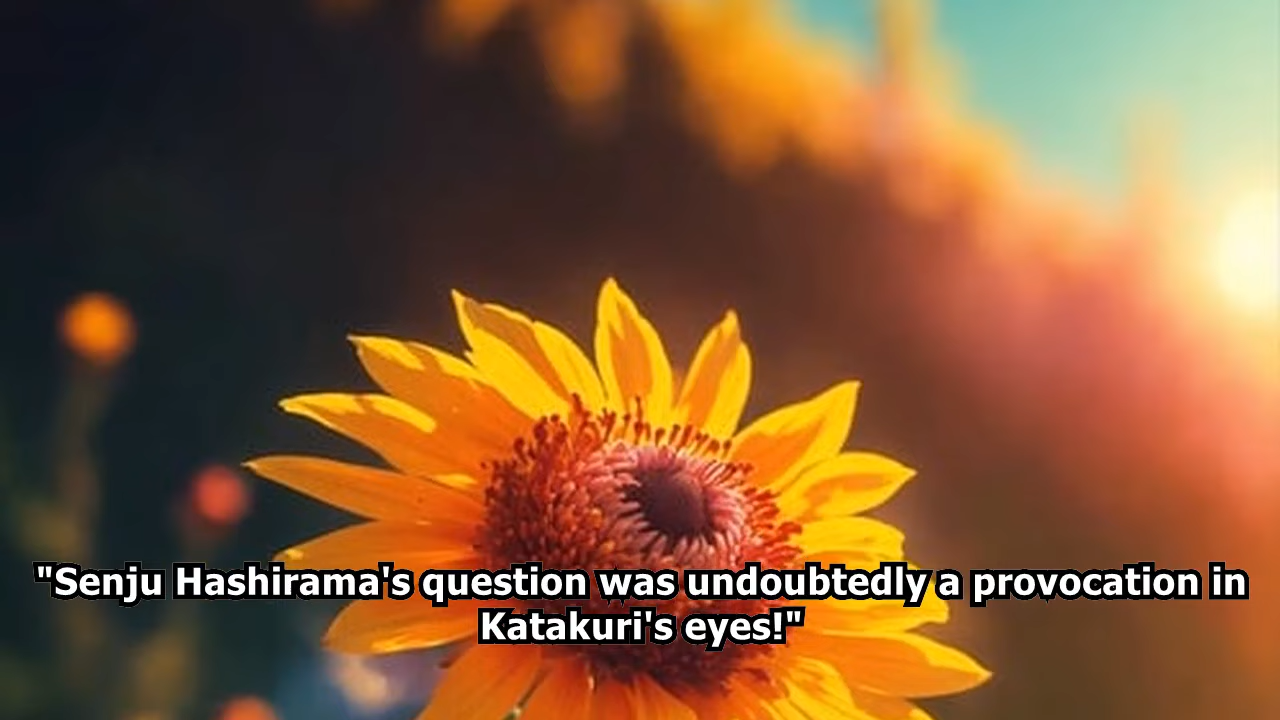 "Senju Hashirama's question was undoubtedly a provocation in
Katakuri's eyes!"